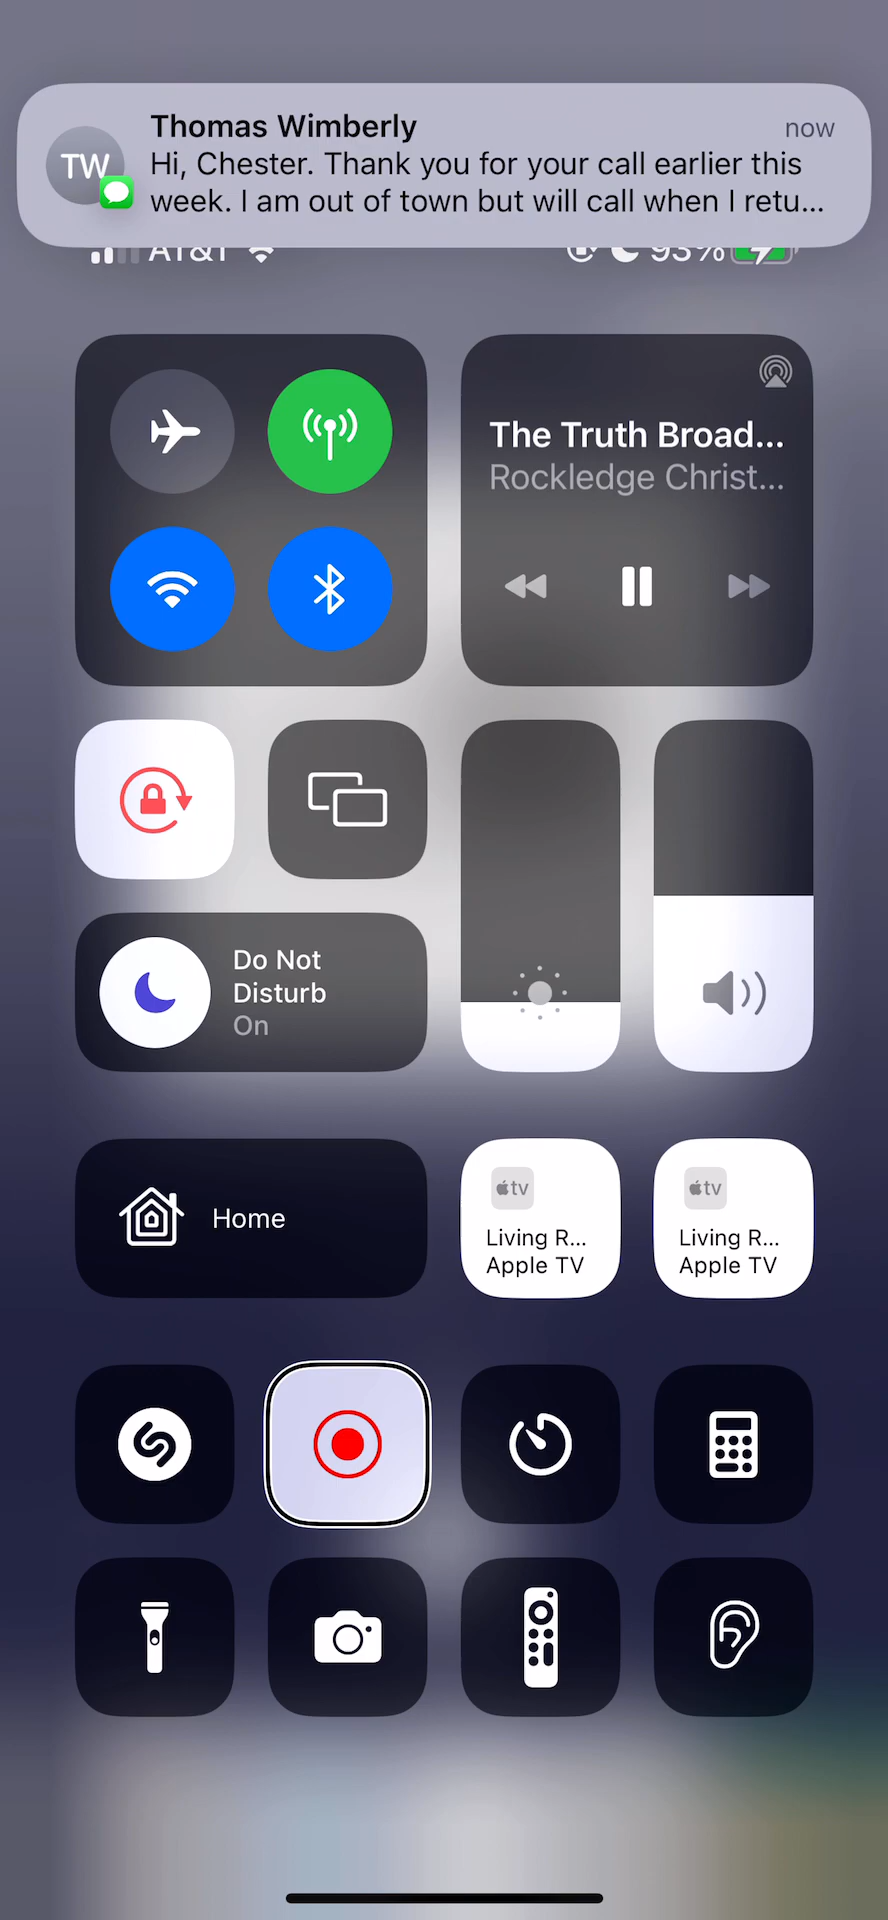 Thomas Wimberly
now
TW
Hi, Chester. Thank you for your call earlier this
week. I am out of town but will call when I retu...
AT&T 93%
The Truth Broad...
Rockledge Christ...
Do Not
Disturb
On
Home
tv
Living R...
Apple TV
tv
Living R...
Apple TV